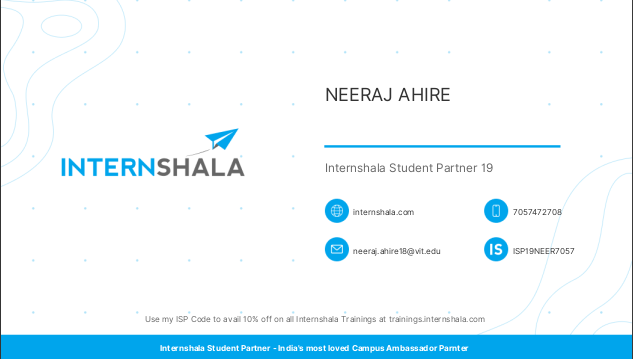 INTERNSHALA
NEERAJ AHIRE
Internshala Student Partner 19
internshala.com
7057472708
neeraj.ahire18@vit.edu
IS
ISP19NEER7057
Use my ISP Code to avail 10% off on all Internshala Trainings at trainings.internshala.com
Internshala Student Partner - India's most loved Campus Ambassador Parnter